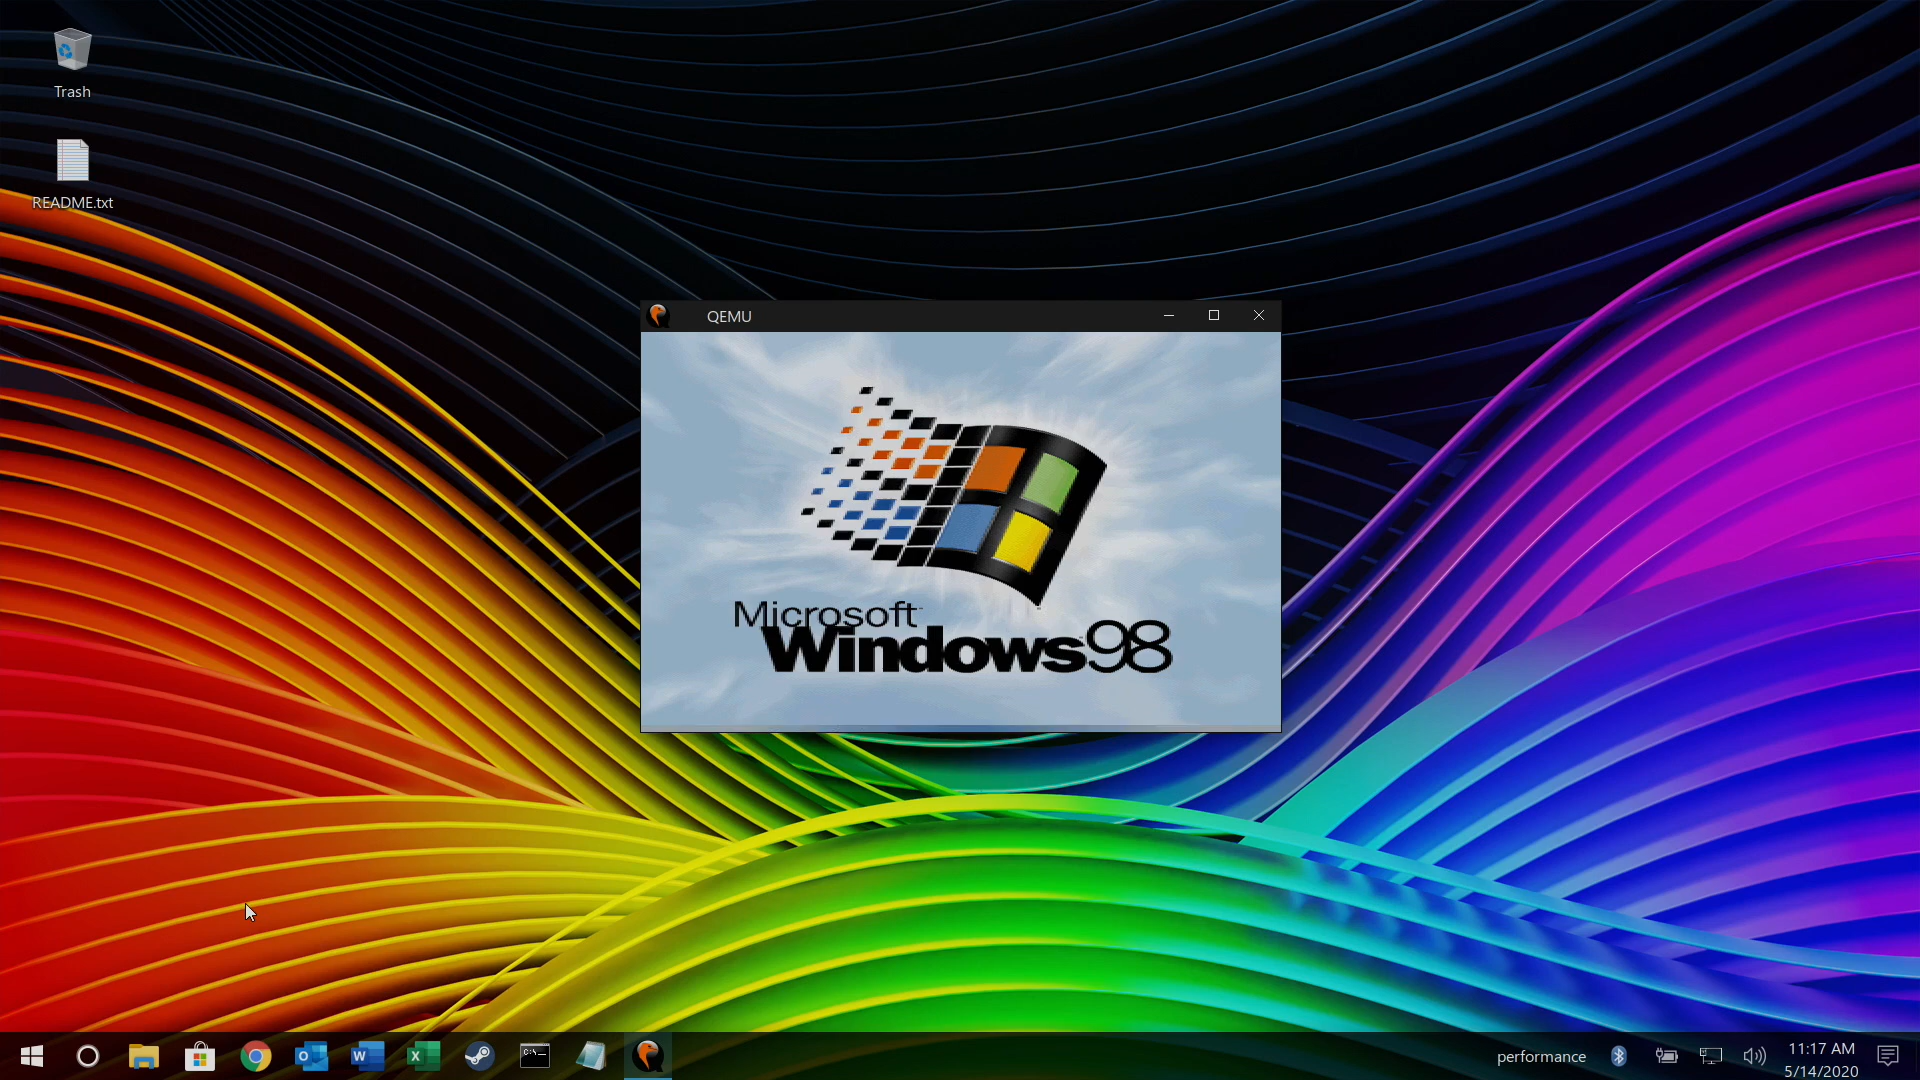 Trash
README.txt
QEMU
Microsoft
Windows98
O
W
X
C:\
performance
11:17 AM
5/14/2020